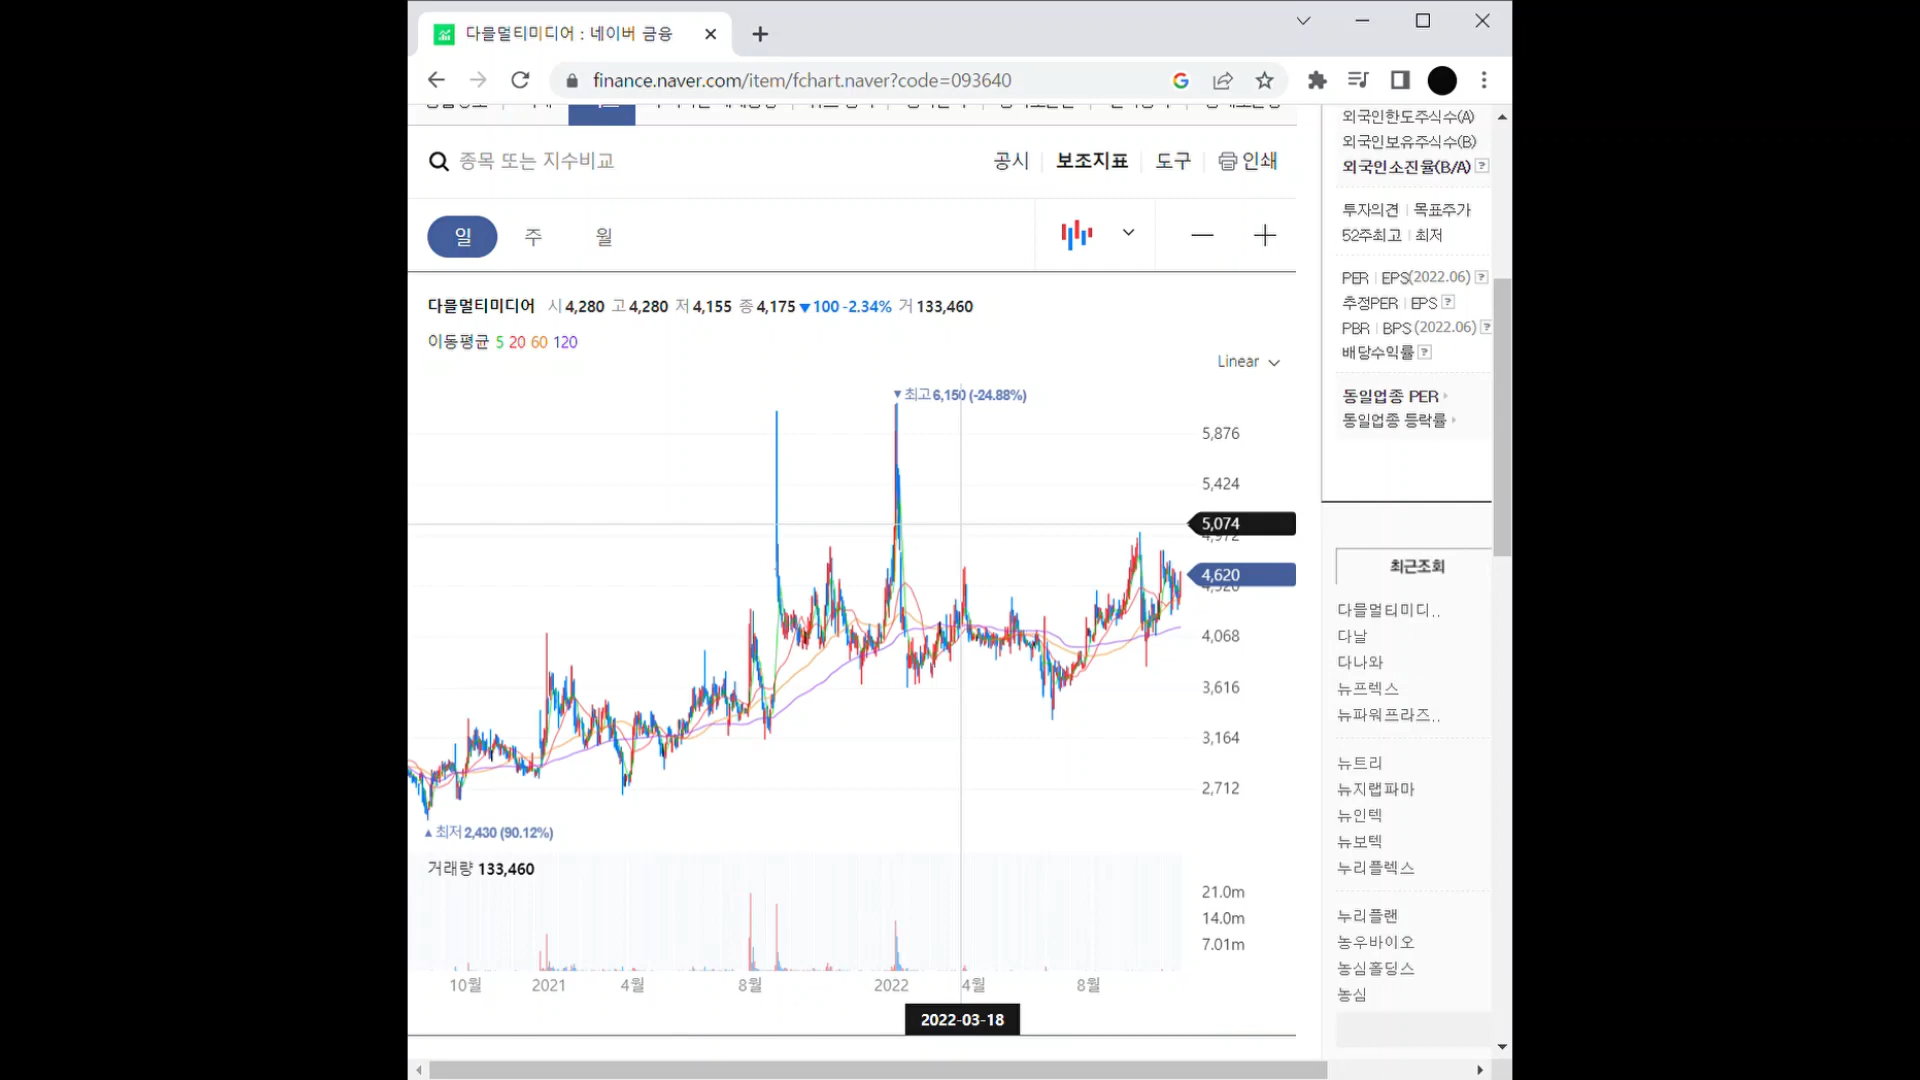 다믈멀티미디어 : 네이버 금융
finance.naver.com/item/fchart.naver?code=093640
종목 또는 지수비교
공시 보조지표 도구 인쇄
일 주 월
다믈멀티미디어 시 4,280 고 4,280 저 4,155 종 4,175 ▼100 -2.34% 거 133,460
이동평균 5 20 60 120
Linear
▼최고 6,150 (-24.88%)
5,876
5,424
5,074
4,972
4,620
4,520
4,068
3,616
3,164
2,712
▲최저 2,430 (90.12%)
거래량 133,460
21.0m
14.0m
7.01m
10월 2021 4월 8월 2022 4월 8월
2022-03-18
외국인한도주식수(A)
외국인보유주식수(B)
외국인소진율(B/A) ?
투자의견 | 목표주가
52주최고 | 최저
PER | EPS(2022.06) ?
추정PER | EPS ?
PBR | BPS (2022.06) ?
배당수익률 ?
동일업종 PER
동일업종 등락률
최근조회
다믈멀티미디..
다날
다나와
뉴프렉스
뉴파워프라즈..
뉴트리
뉴지랩파마
뉴인텍
뉴보텍
누리플렉스
누리플랜
농우바이오
농심홀딩스
농심